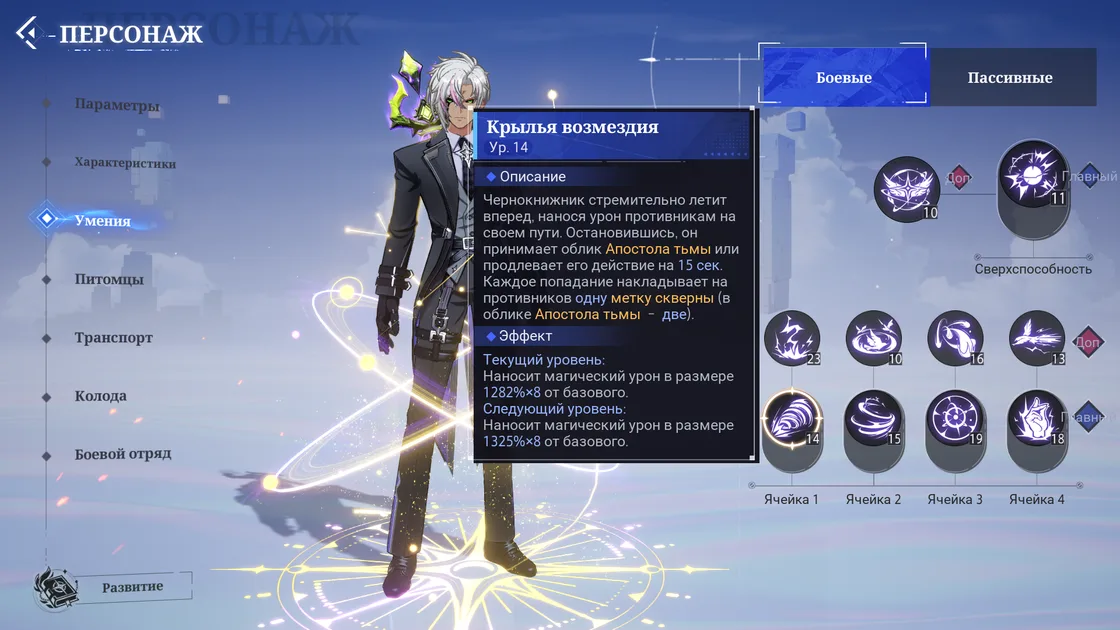 ПЕРСОНАЖ
Параметры
Характеристики
Умения
Питомцы
Транспорт
Колода
Боевой отряд
Развитие
Крылья возмездия
Ур. 14
Описание
Чернокнижник стремительно летит
вперед, нанося урон противникам на
своем пути. Остановившись, он
принимает облик Апостола тьмы или
продлевает его действие на 15 сек.
Каждое попадание накладывает на
противников одну метку скверны (в
облике Апостола тьмы – две).
Эффект
Текущий уровень:
Наносит магический урон в размере
1282%×8 от базового.
Следующий уровень:
Наносит магический урон в размере
1325%×8 от базового.
Боевые
Пассивные
10
Доп
11
Главный
Сверхспособность
23
10
16
13
Доп
14
15
19
18
Ячейка 1
Ячейка 2
Ячейка 3
Ячейка 4